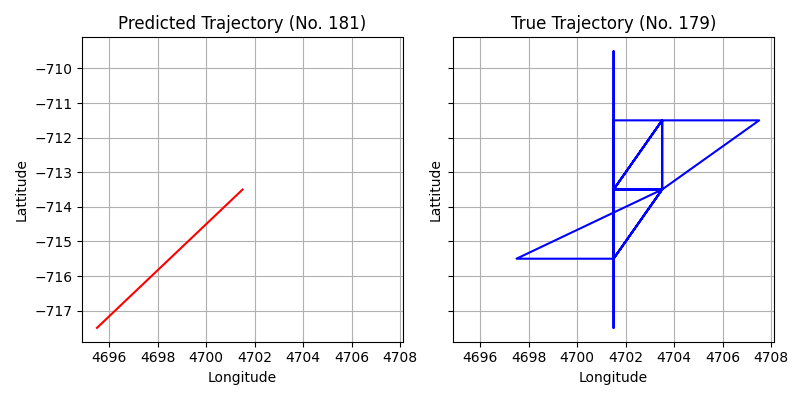 Predicted Trajectory (No. 181)
−710
−711
−712
−713
−714
−715
−716
−717
Lattitude
4696 4698 4700 4702 4704 4706 4708
Longitude
True Trajectory (No. 179)
Lattitude
4696 4698 4700 4702 4704 4706 4708
Longitude